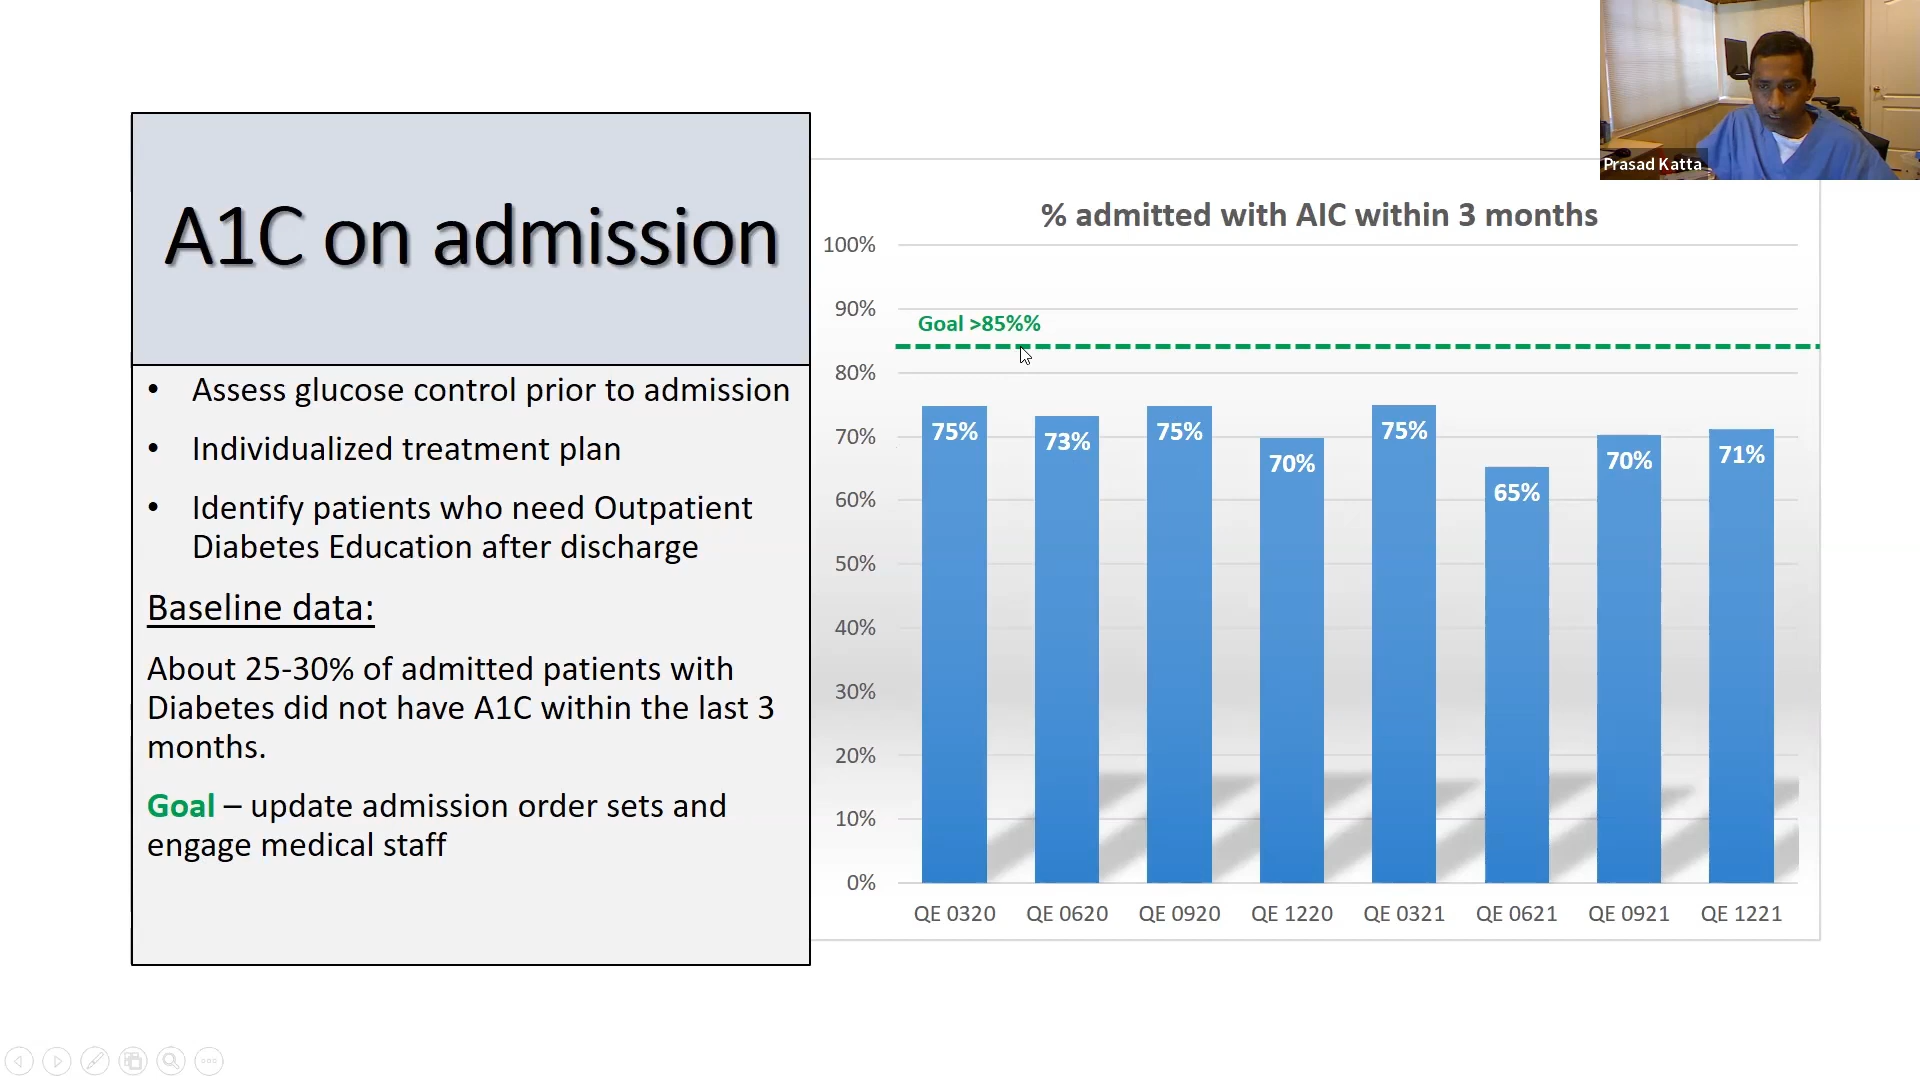 Prasad Katta
A1C on admission
• Assess glucose control prior to admission
• Individualized treatment plan
• Identify patients who need Outpatient
Diabetes Education after discharge
Baseline data:
About 25-30% of admitted patients with
Diabetes did not have A1C within the last 3
months.
Goal – update admission order sets and
engage medical staff
% admitted with AIC within 3 months
100%
90%
80%
70%
60%
50%
40%
30%
20%
10%
0%
Goal >85%%
75%
73%
75%
70%
75%
65%
70%
71%
QE 0320
QE 0620
QE 0920
QE 1220
QE 0321
QE 0621
QE 0921
QE 1221